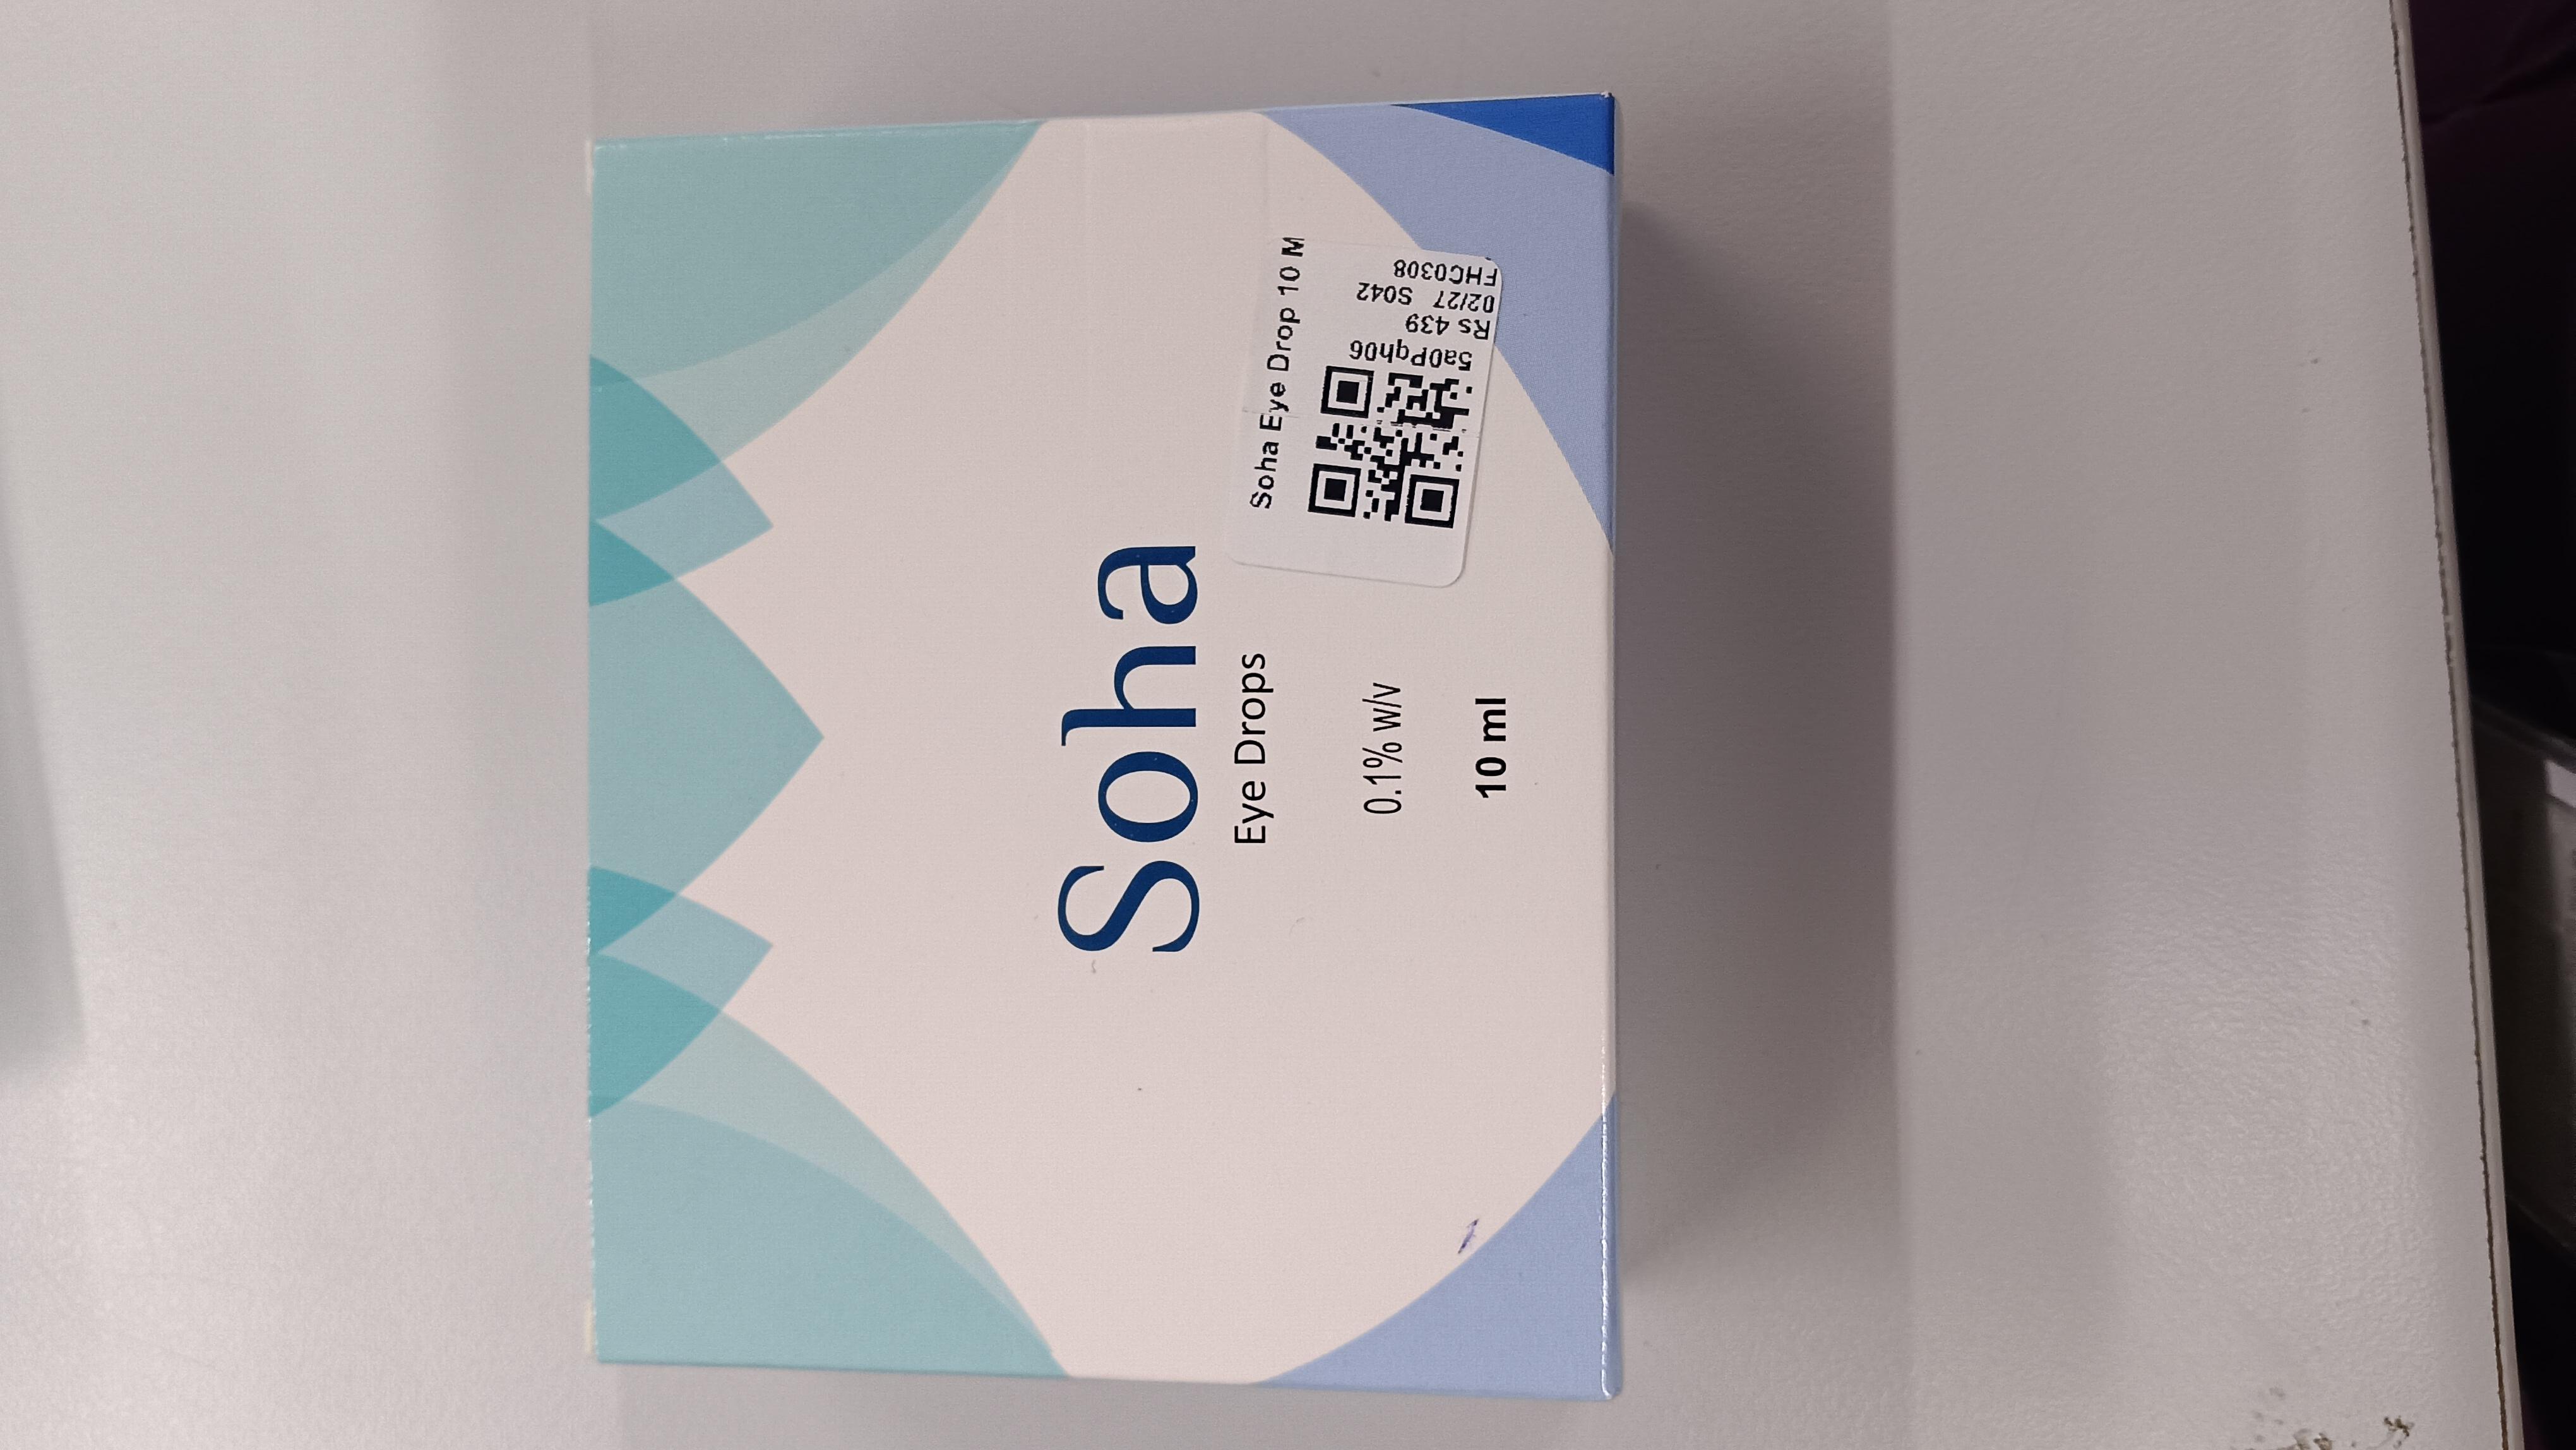 Soha
Eye Drops
0.1% w/v
10 ml
Soha Eye Drop 10 M
5a0Pqh06
Rs 439
02/27 S042
FHC0308